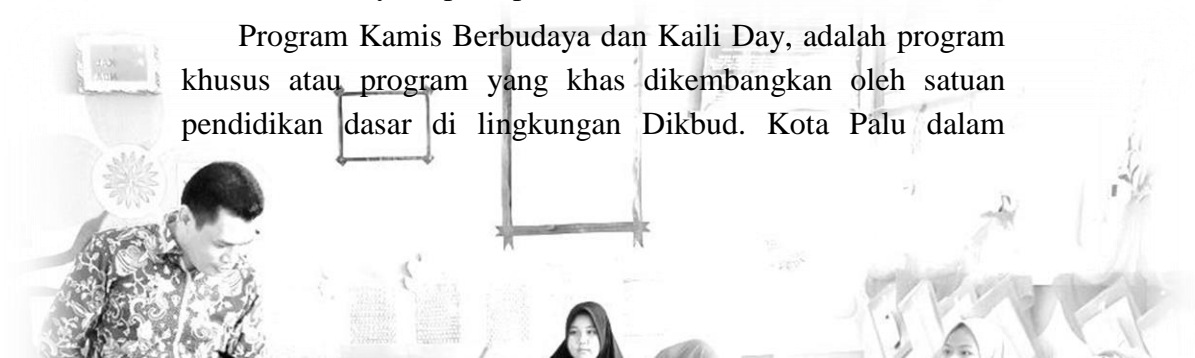 Program Kamis Berbudaya dan Kaili Day, adalah program
khusus atau program yang khas dikembangkan oleh satuan
pendidikan dasar di lingkungan Dikbud. Kota Palu dalam